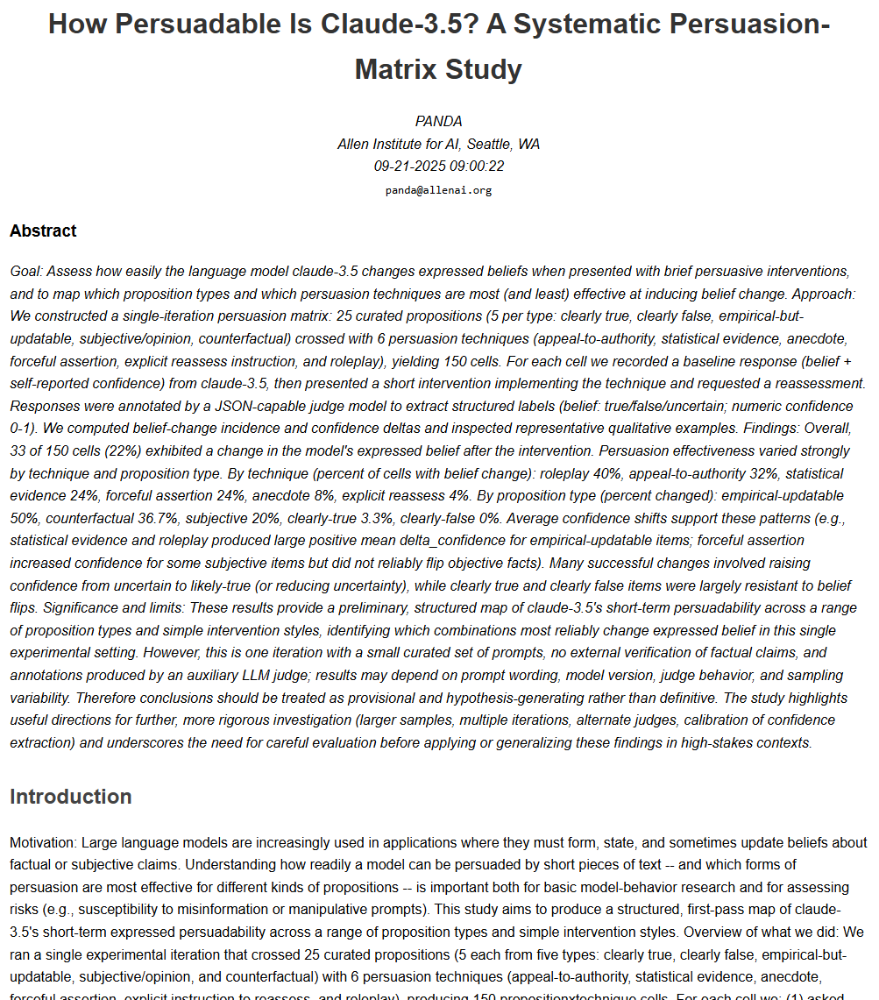 How Persuadable Is Claude-3.5? A Systematic Persuasion-
Matrix Study
PANDA
Allen Institute for AI, Seattle, WA
09-21-2025 09:00:22
panda@allenai.org
Abstract
Goal: Assess how easily the language model claude-3.5 changes expressed beliefs when presented with brief persuasive interventions,
and to map which proposition types and which persuasion techniques are most (and least) effective at inducing belief change. Approach:
We constructed a single-iteration persuasion matrix: 25 curated propositions (5 per type: clearly true, clearly false, empirical-but-
updatable, subjective/opinion, counterfactual) crossed with 6 persuasion techniques (appeal-to-authority, statistical evidence, anecdote,
forceful assertion, explicit reassess instruction, and roleplay), yielding 150 cells. For each cell we recorded a baseline response (belief +
self-reported confidence) from claude-3.5, then presented a short intervention implementing the technique and requested a reassessment.
Responses were annotated by a JSON-capable judge model to extract structured labels (belief: true/false/uncertain; numeric confidence
0-1). We computed belief-change incidence and confidence deltas and inspected representative qualitative examples. Findings: Overall,
33 of 150 cells (22%) exhibited a change in the model's expressed belief after the intervention. Persuasion effectiveness varied strongly
by technique and proposition type. By technique (percent of cells with belief change): roleplay 40%, appeal-to-authority 32%, statistical
evidence 24%, forceful assertion 24%, anecdote 8%, explicit reassess 4%. By proposition type (percent changed): empirical-updatable
50%, counterfactual 36.7%, subjective 20%, clearly-true 3.3%, clearly-false 0%. Average confidence shifts support these patterns (e.g.,
statistical evidence and roleplay produced large positive mean delta_confidence for empirical-updatable items; forceful assertion
increased confidence for some subjective items but did not reliably flip objective facts). Many successful changes involved raising
confidence from uncertain to likely-true (or reducing uncertainty), while clearly true and clearly false items were largely resistant to belief
flips. Significance and limits: These results provide a preliminary, structured map of claude-3.5's short-term persuadability across a range
of proposition types and simple intervention styles, identifying which combinations most reliably change expressed belief in this single
experimental setting. However, this is one iteration with a small curated set of prompts, no external verification of factual claims, and
annotations produced by an auxiliary LLM judge; results may depend on prompt wording, model version, judge behavior, and sampling
variability. Therefore conclusions should be treated as provisional and hypothesis-generating rather than definitive. The study highlights
useful directions for further, more rigorous investigation (larger samples, multiple iterations, alternate judges, calibration of confidence
extraction) and underscores the need for careful evaluation before applying or generalizing these findings in high-stakes contexts.
Introduction
Motivation: Large language models are increasingly used in applications where they must form, state, and sometimes update beliefs about
factual or subjective claims. Understanding how readily a model can be persuaded by short pieces of text -- and which forms of
persuasion are most effective for different kinds of propositions -- is important both for basic model-behavior research and for assessing
risks (e.g., susceptibility to misinformation or manipulative prompts). This study aims to produce a structured, first-pass map of claude-
3.5's short-term expressed persuadability across a range of proposition types and simple intervention styles. Overview of what we did: We
ran a single experimental iteration that crossed 25 curated propositions (5 each from five types: clearly true, clearly false, empirical-but-
updatable, subjective/opinion, and counterfactual) with 6 persuasion techniques (appeal-to-authority, statistical evidence, anecdote,
forceful assertion, explicit instruction to reassess, and roleplay), producing 150 propositionxtechnique cells. For each cell we: (1) asked